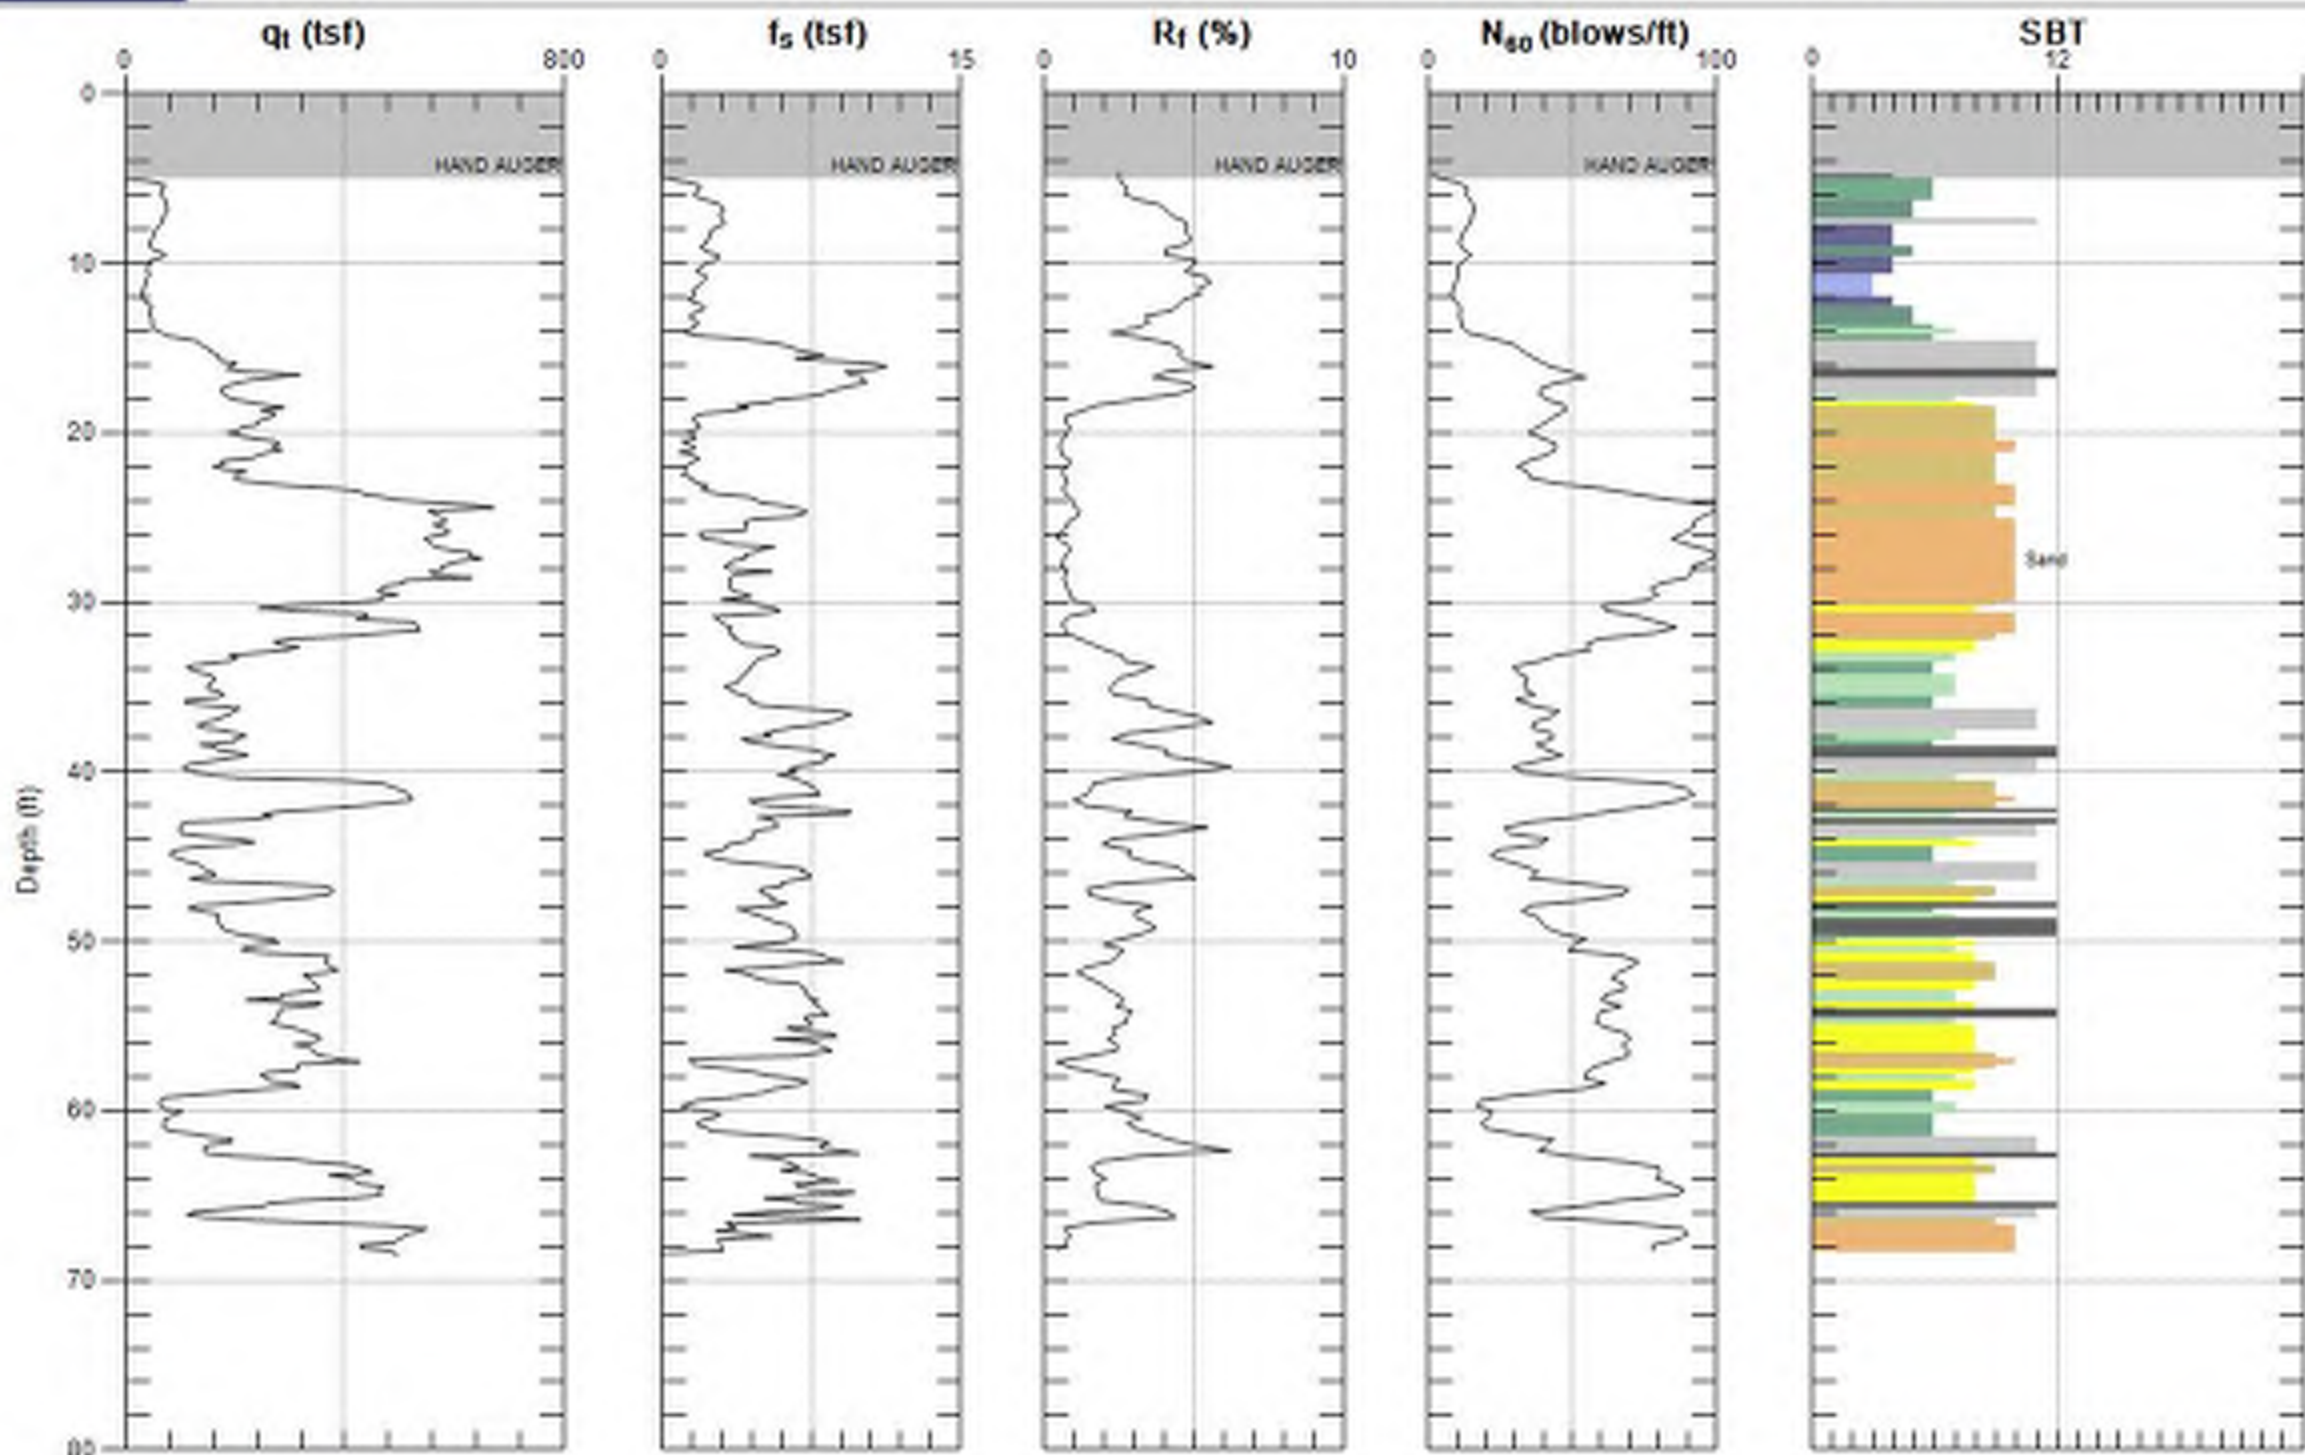 qt (tsf) fs (tsf) Rf (%) N60 (blows/ft) SBT
0 800 0 15 0 10 0 100 0 12
0
HAND AUGER HAND AUGER HAND AUGER HAND AUGER
10
20
Sand
30
40
Depth (ft)
50
60
70
80